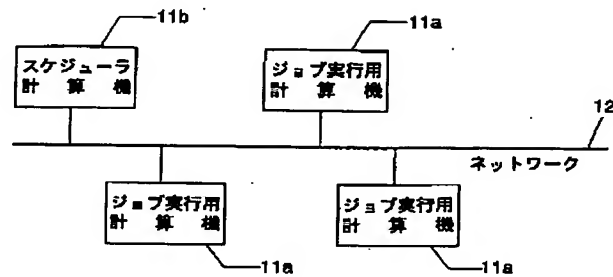 11b
スケジューラ
計算機
11a
ジョブ実行用
計算機
12
ネットワーク
ジョブ実行用
計算機
11a
ジョブ実行用
計算機
11a